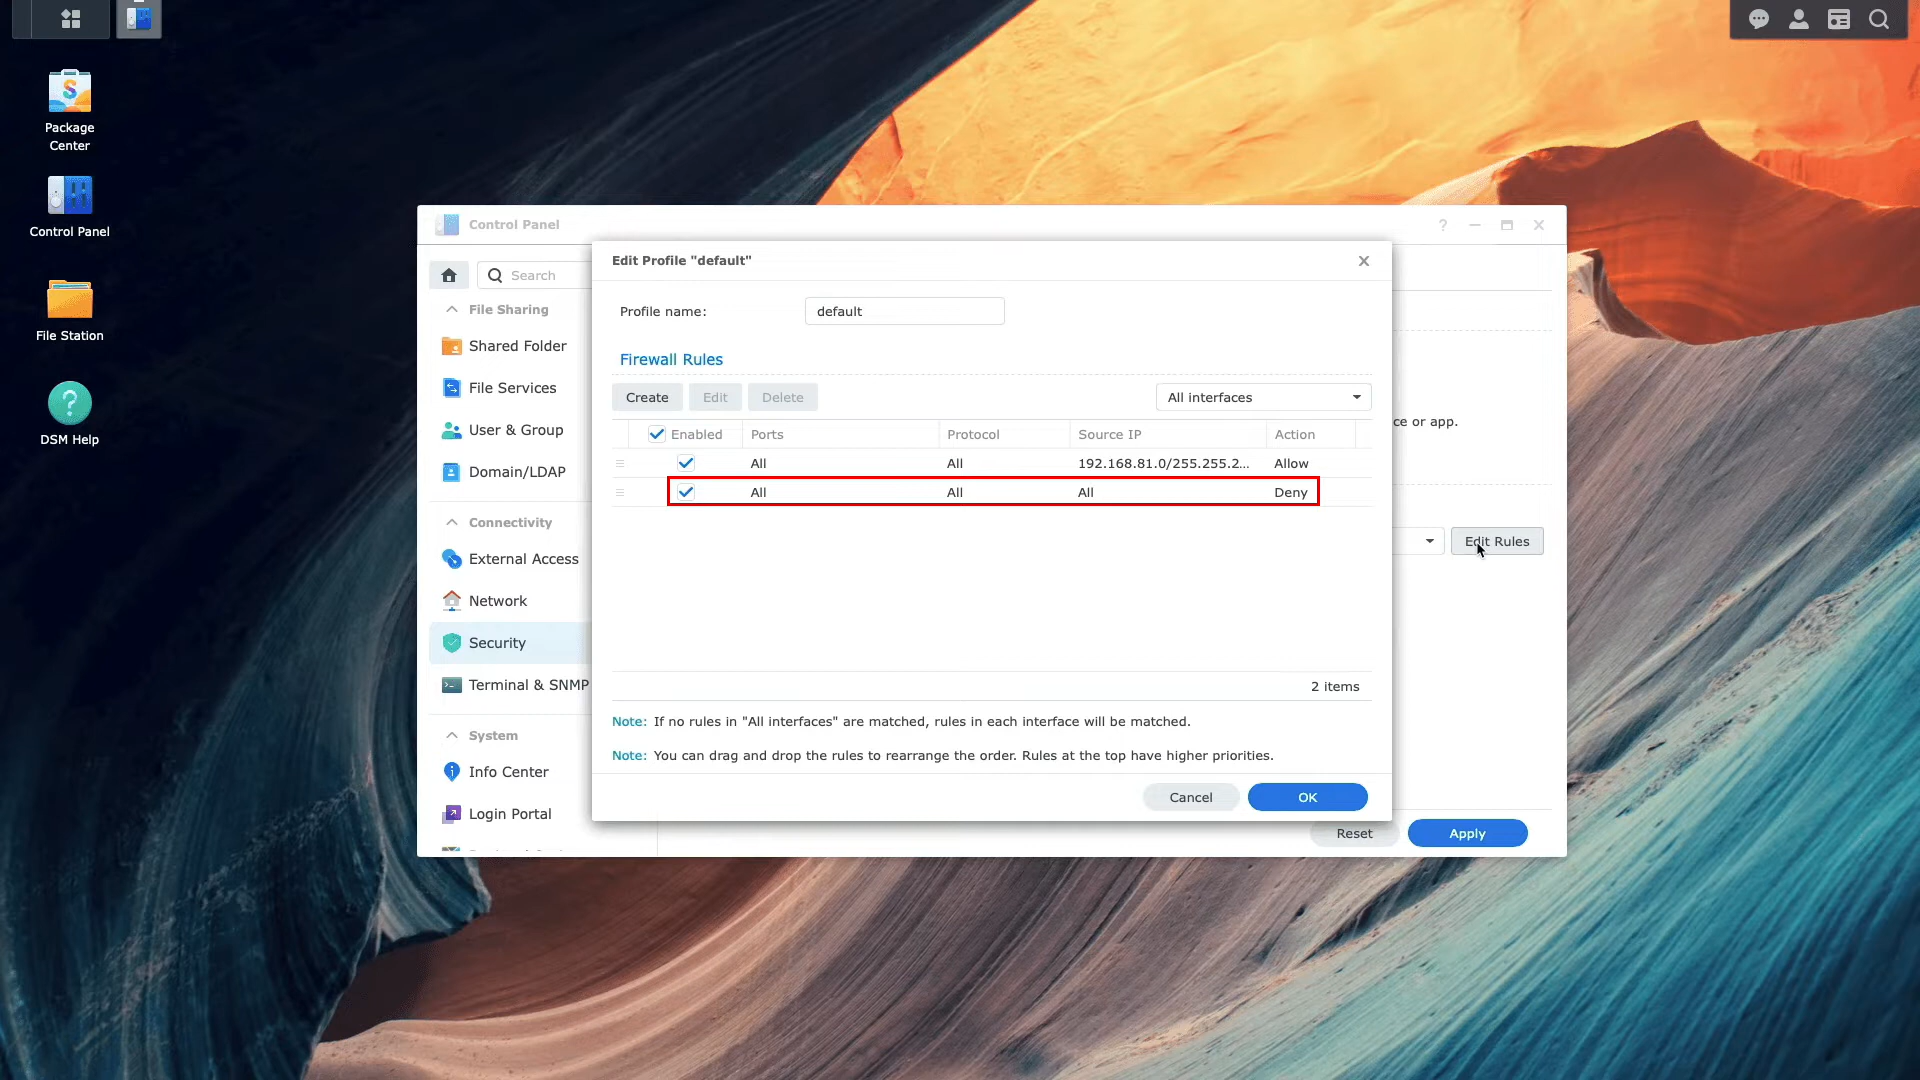 Package
Center
Control Panel
File Station
DSM Help
Control Panel
Search
File Sharing
Shared Folder
File Services
User & Group
Domain/LDAP
Connectivity
External Access
Network
Security
Terminal & SNMP
System
Info Center
Login Portal
Edit Profile "default"
Profile name: default
Firewall Rules
Create Edit Delete All interfaces
Enabled Ports Protocol Source IP Action
All All 192.168.81.0/255.255.2... Allow
All All All Deny
2 items
Note: If no rules in "All interfaces" are matched, rules in each interface will be matched.
Note: You can drag and drop the rules to rearrange the order. Rules at the top have higher priorities.
Cancel OK
ce or app.
Edit Rules
Reset Apply